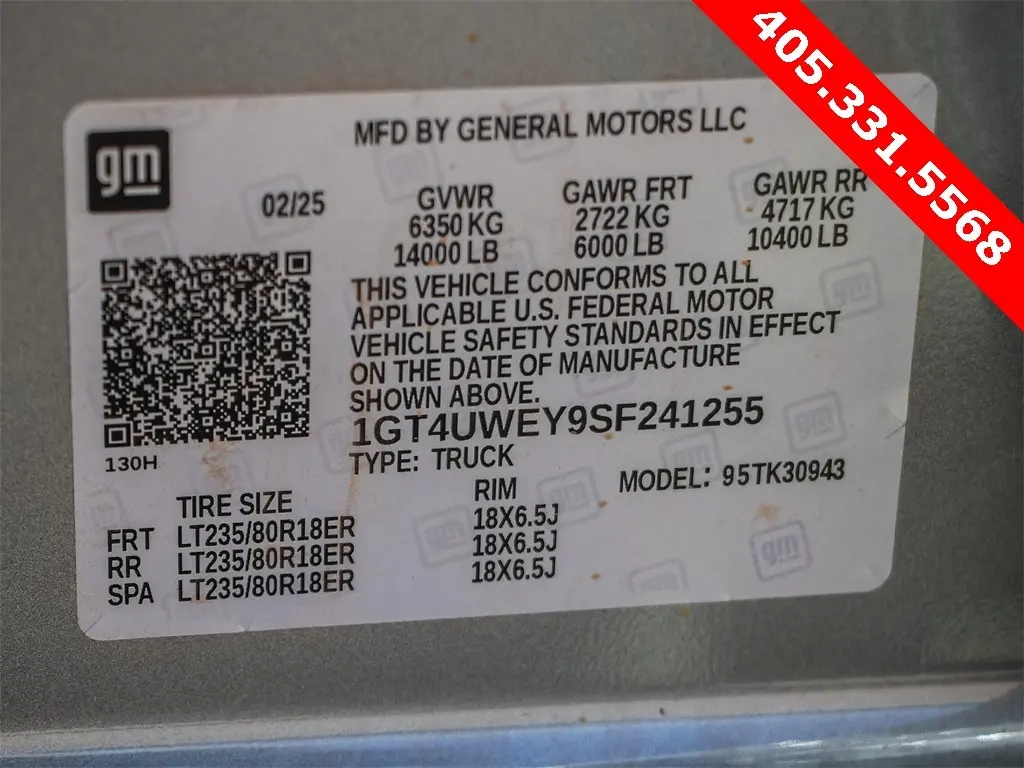 405.331.5568
gm
MFD BY GENERAL MOTORS LLC
02/25
GVWR GAWR FRT GAWR RR
6350 KG 2722 KG 4717 KG
14000 LB 6000 LB 10400 LB
THIS VEHICLE CONFORMS TO ALL
APPLICABLE U.S. FEDERAL MOTOR
VEHICLE SAFETY STANDARDS IN EFFECT
ON THE DATE OF MANUFACTURE
SHOWN ABOVE.
1GT4UWEY9SF241255
130H
TYPE: TRUCK
MODEL: 95TK30943
TIRE SIZE RIM
FRT LT235/80R18ER 18X6.5J
RR LT235/80R18ER 18X6.5J
SPA LT235/80R18ER 18X6.5J
gm